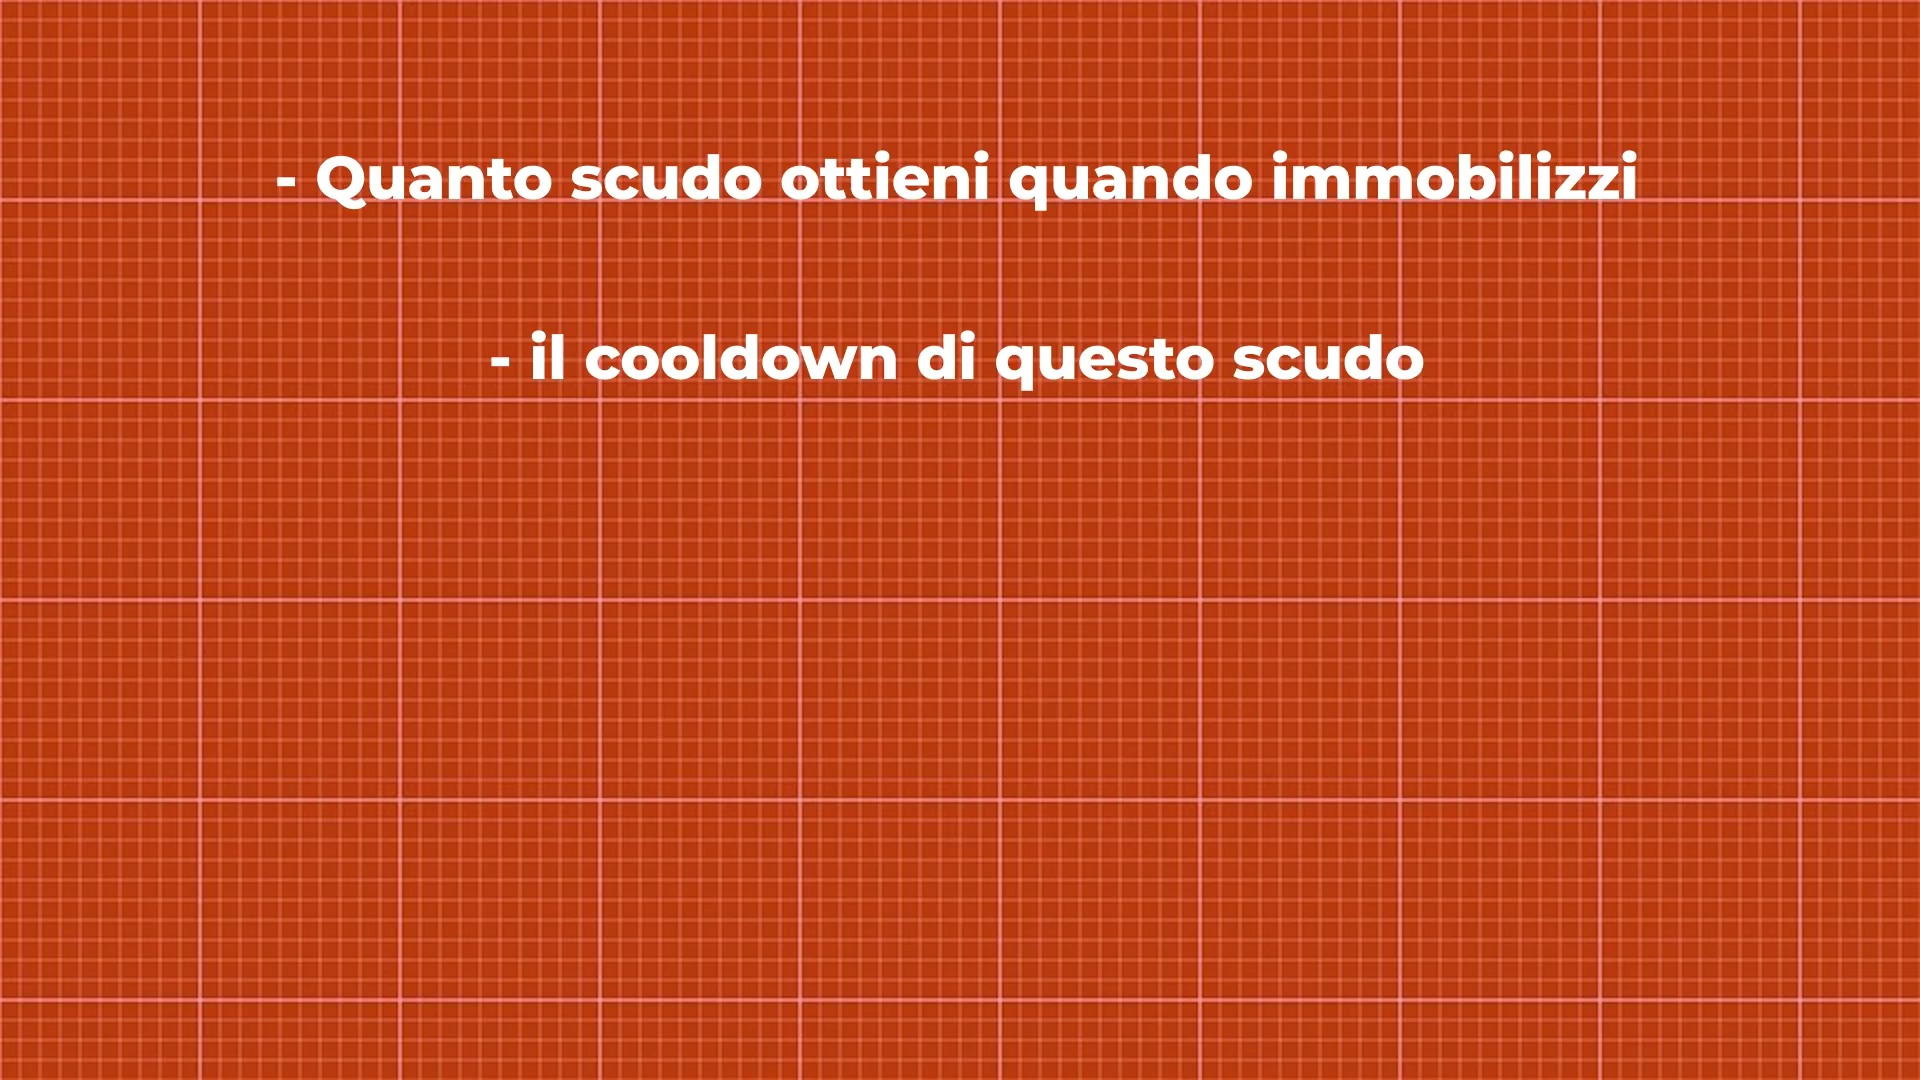 - Quanto scudo ottieni quando immobilizzi
- il cooldown di questo scudo